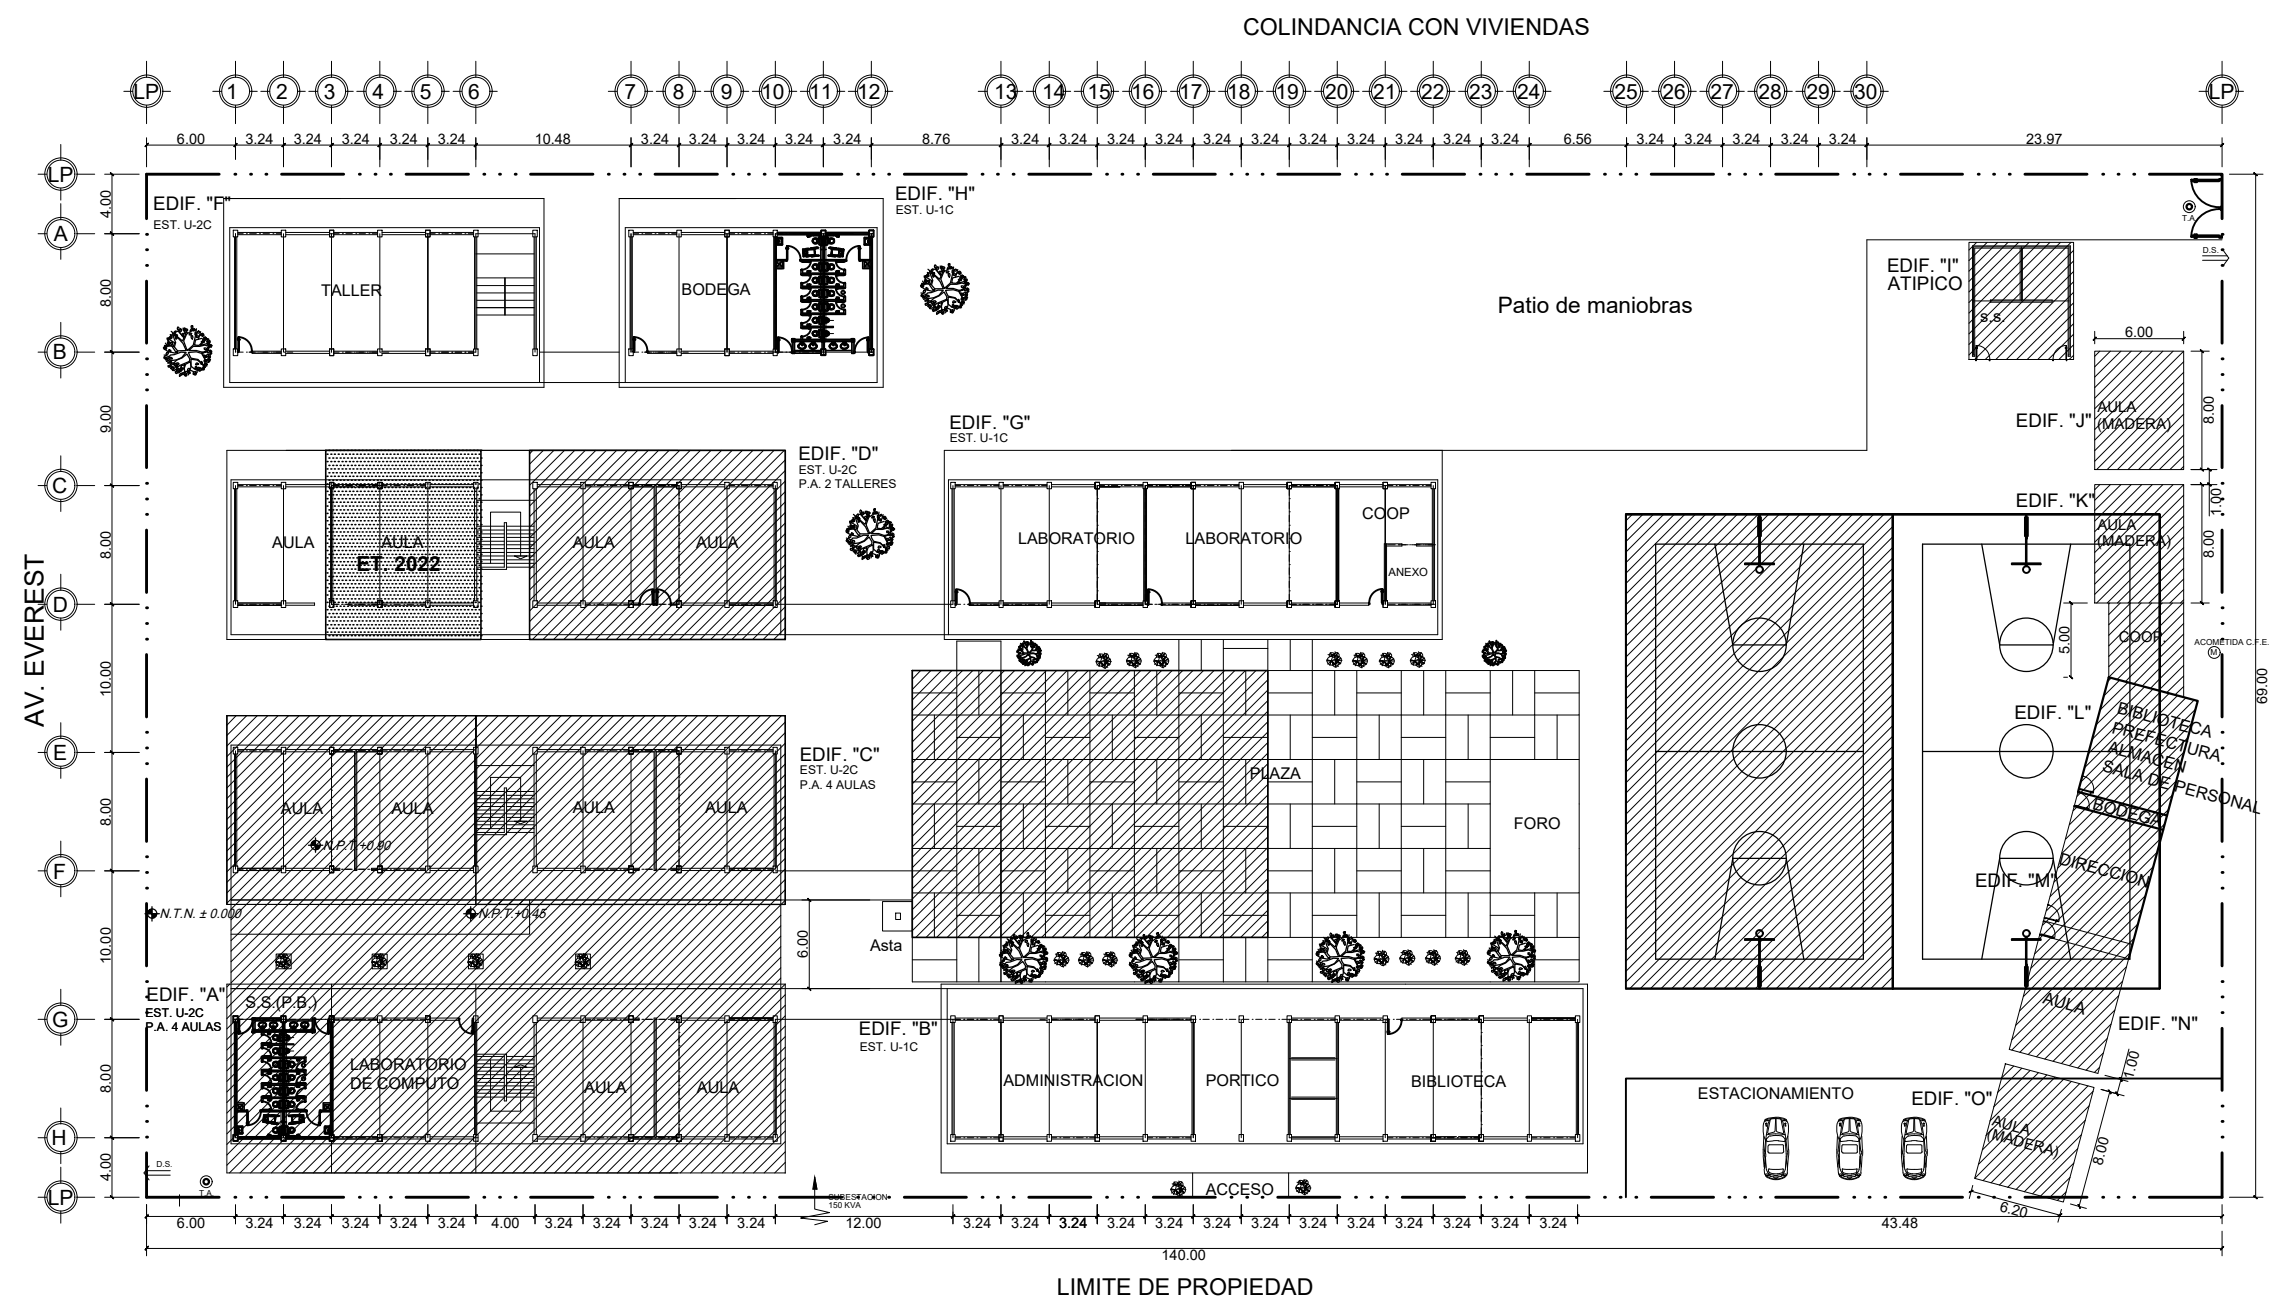 COLINDANCIA CON VIVIENDAS
LP 1 2 3 4 5 6 7 8 9 10 11 12 13 14 15 16 17 18 19 20 21 22 23 24 25 26 27 28 29 30 LP
6.00 3.24 3.24 3.24 3.24 3.24 10.48 3.24 3.24 3.24 3.24 3.24 8.76 3.24 3.24 3.24 3.24 3.24 3.24 3.24 3.24 3.24 3.24 3.24 6.56 3.24 3.24 3.24 3.24 3.24 23.97
LP
4.00
A
8.00
B
9.00
C
8.00
D
10.00
E
8.00
F
10.00
G
8.00
H
4.00
LP
AV. EVEREST
EDIF. "F"
EST. U-2C
TALLER
EDIF. "H"
EST. U-1C
BODEGA
Patio de maniobras
T.A.
D.S.
EDIF. "I"
ATIPICO
S.S.
6.00
EDIF. "J"
AULA
(MADERA)
8.00
1.00
EDIF. "D"
EST. U-2C
P.A. 2 TALLERES
AULA
AULA
ET. 2022
AULA
AULA
EDIF. "G"
EST. U-1C
LABORATORIO
LABORATORIO
COOP
ANEXO
EDIF. "K"
AULA
(MADERA)
8.00
5.00
COOP
ACOMETIDA C.F.E.
M
69.00
EDIF. "C"
EST. U-2C
P.A. 4 AULAS
AULA
AULA
AULA
AULA
N.P.T.+0.90
PLAZA
FORO
EDIF. "L"
BIBLIOTECA
PREFECTURA
ALMACEN
SALA DE PERSONAL
BODEGA
DIRECCION
EDIF. "M"
N.T.N. ± 0.000
N.P.T.+0.45
6.00
Asta
EDIF. "A"
EST. U-2C
P.A. 4 AULAS
S.S.(P.B.)
LABORATORIO
DE COMPUTO
AULA
AULA
EDIF. "B"
EST. U-1C
ADMINISTRACION
PORTICO
BIBLIOTECA
AULA
EDIF. "N"
1.00
ESTACIONAMIENTO
EDIF. "O"
AULA
(MADERA)
8.00
6.20
D.S.
T.A.
SUBESTACION
150 KVA
ACCESO
6.00 3.24 3.24 3.24 3.24 3.24 4.00 3.24 3.24 3.24 3.24 3.24 12.00 3.24 3.24 3.24 3.24 3.24 3.24 3.24 3.24 3.24 3.24 3.24 3.24 3.24 43.48
140.00
LIMITE DE PROPIEDAD